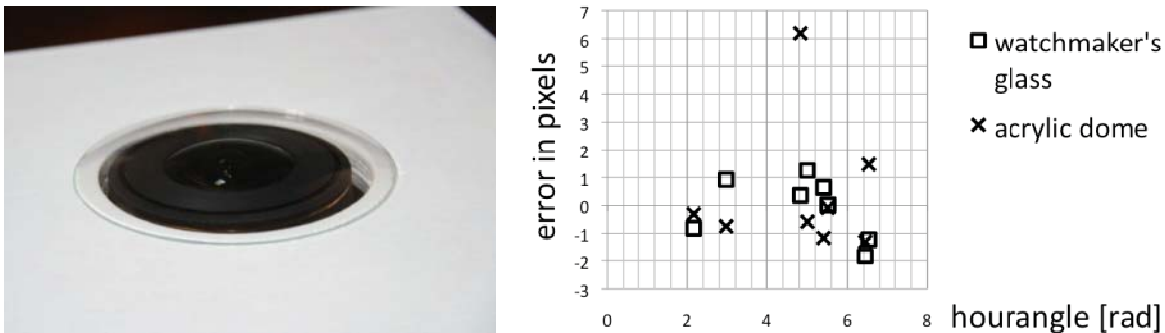 error in pixels
7
6
5
4
3
2
1
0
-1
-2
-3
0 2 4 6 8
hourangle [rad]
watchmaker's
glass
acrylic dome